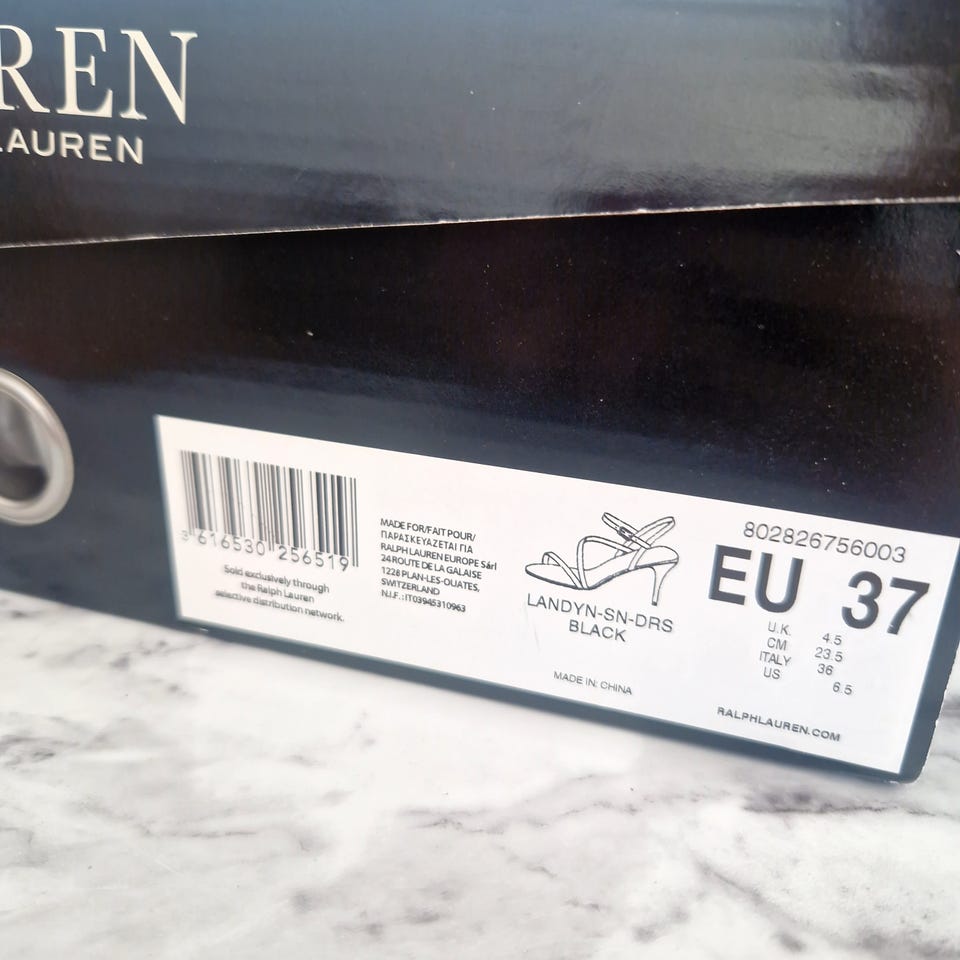 REN
LAUREN
3 616530 256519
Sold exclusively through
the Ralph Lauren
selective distribution network.
MADE FOR/FAIT POUR/
ΠΑΡΑΣΚΕΥΑΖΕΤΑΙ ΓΙΑ
RALPH LAUREN EUROPE Sàrl
24 ROUTE DE LA GALAISE
1228 PLAN-LES-OUATES,
SWITZERLAND
N.I.F.: IT03945310963
LANDYN-SN-DRS
BLACK
MADE IN: CHINA
802826756003
EU 37
U.K. 4.5
CM 23.5
ITALY 36
US 6.5
RALPHLAUREN.COM